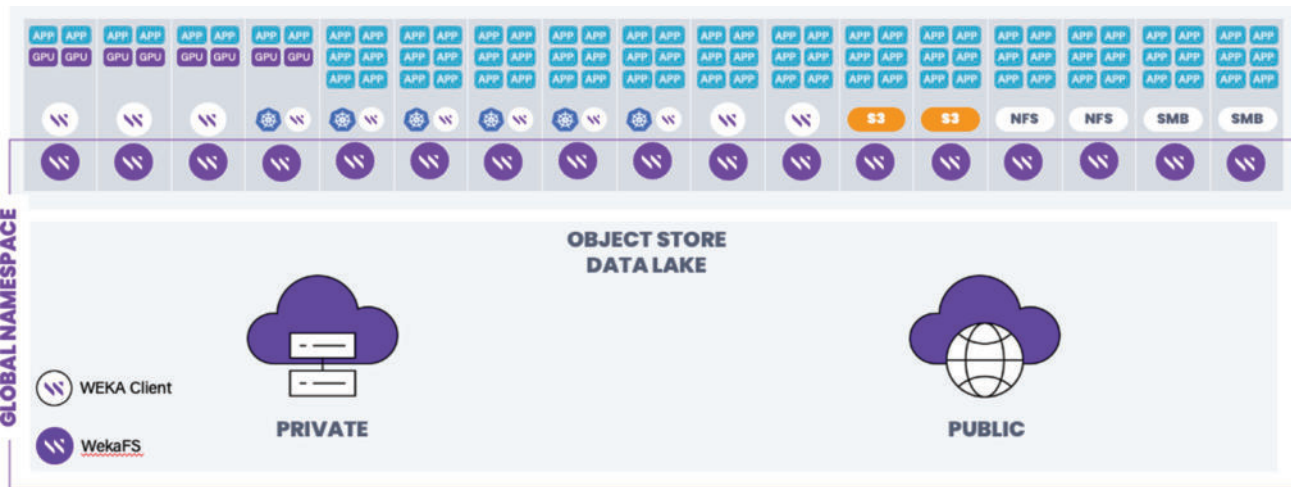 APP APP APP APP APP APP APP APP APP APP APP APP APP APP APP APP APP APP APP APP APP APP APP APP APP APP APP APP APP APP APP APP APP APP
GPU GPU GPU GPU GPU GPU GPU GPU APP APP APP APP APP APP APP APP APP APP APP APP APP APP APP APP APP APP APP APP APP APP APP APP APP APP
APP APP APP APP APP APP APP APP APP APP APP APP APP APP APP APP APP APP APP APP APP APP APP APP APP APP
S3 S3 NFS NFS SMB SMB
GLOBAL NAMESPACE
OBJECT STORE
DATA LAKE
WEKA Client
WekaFS
PRIVATE
PUBLIC